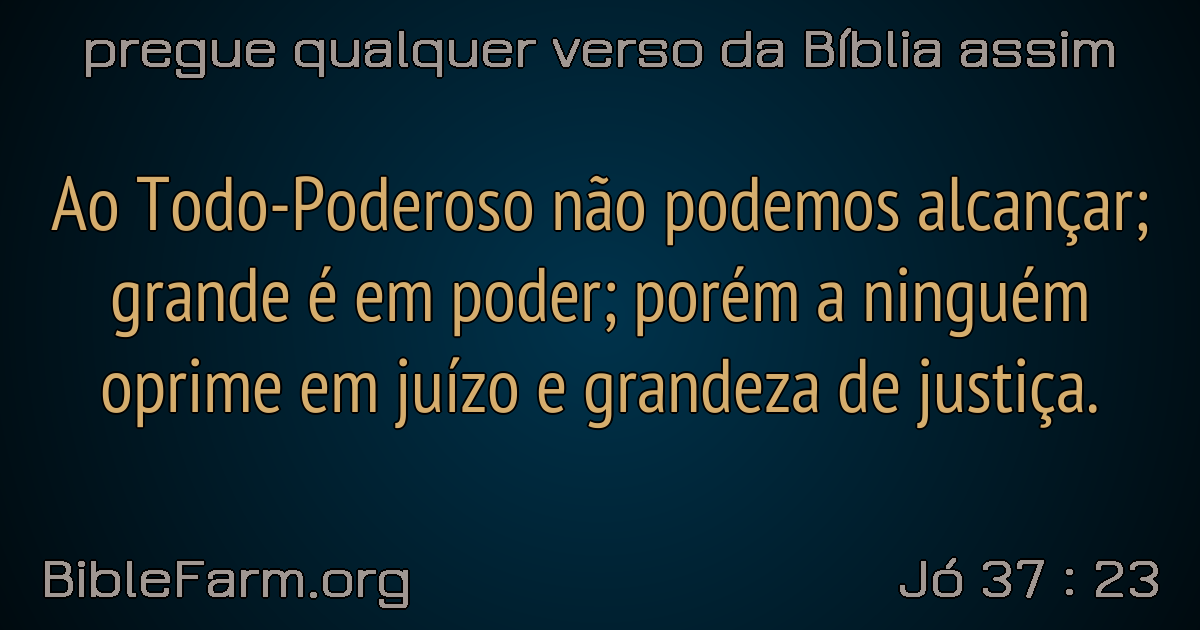 pregue qualquer verso da Bíblia assim
Ao Todo-Poderoso não podemos alcançar;
grande é em poder; porém a ninguém
oprime em juízo e grandeza de justiça.
BibleFarm.org
Jó 37 : 23